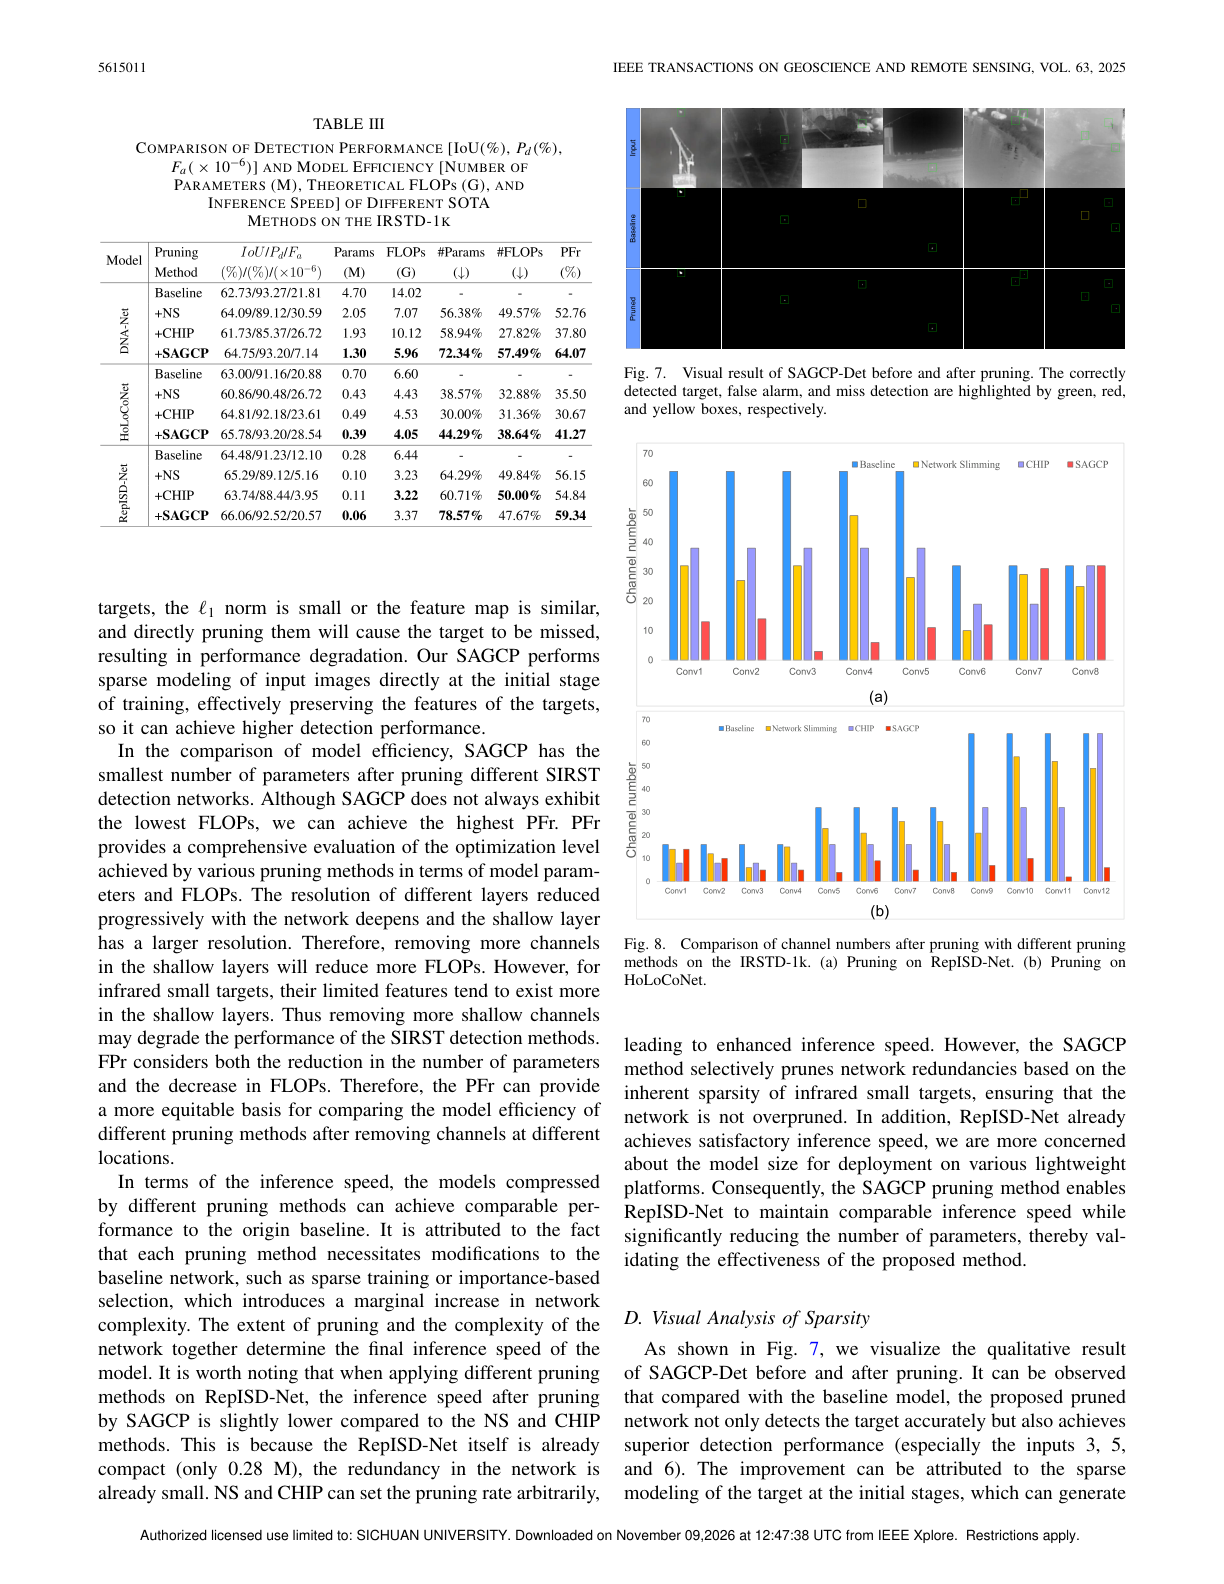 5615011
IEEE TRANSACTIONS ON GEOSCIENCE AND REMOTE SENSING, VOL. 63, 2025
TABLE III
COMPARISON OF DETECTION PERFORMANCE [IoU(%), Pd(%),
Fa( × 10−6)] AND MODEL EFFICIENCY [NUMBER OF
PARAMETERS (M), THEORETICAL FLOPS (G), AND
INFERENCE SPEED] OF DIFFERENT SOTA
METHODS ON THE IRSTD-1K
Model Pruning Method IoU/Pd/Fa (%)/(%)/(×10−6) Params (M) FLOPs (G) #Params (↓) #FLOPs (↓) PFr (%)
DNA-Net
Baseline 62.73/93.27/21.81 4.70 14.02 - - -
+NS 64.09/89.12/30.59 2.05 7.07 56.38% 49.57% 52.76
+CHIP 61.73/85.37/26.72 1.93 10.12 58.94% 27.82% 37.80
+SAGCP 64.75/93.20/7.14 1.30 5.96 72.34% 57.49% 64.07
HoLoCoNet
Baseline 63.00/91.16/20.88 0.70 6.60 - - -
+NS 60.86/90.48/26.72 0.43 4.43 38.57% 32.88% 35.50
+CHIP 64.81/92.18/23.61 0.49 4.53 30.00% 31.36% 30.67
+SAGCP 65.78/93.20/28.54 0.39 4.05 44.29% 38.64% 41.27
RepISD-Net
Baseline 64.48/91.23/12.10 0.28 6.44 - - -
+NS 65.29/89.12/5.16 0.10 3.23 64.29% 49.84% 56.15
+CHIP 63.74/88.44/3.95 0.11 3.22 60.71% 50.00% 54.84
+SAGCP 66.06/92.52/20.57 0.06 3.37 78.57% 47.67% 59.34
targets, the ℓ1 norm is small or the feature map is similar,
and directly pruning them will cause the target to be missed,
resulting in performance degradation. Our SAGCP performs
sparse modeling of input images directly at the initial stage
of training, effectively preserving the features of the targets,
so it can achieve higher detection performance.
In the comparison of model efficiency, SAGCP has the
smallest number of parameters after pruning different SIRST
detection networks. Although SAGCP does not always exhibit
the lowest FLOPs, we can achieve the highest PFr. PFr
provides a comprehensive evaluation of the optimization level
achieved by various pruning methods in terms of model param-
eters and FLOPs. The resolution of different layers reduced
progressively with the network deepens and the shallow layer
has a larger resolution. Therefore, removing more channels
in the shallow layers will reduce more FLOPs. However, for
infrared small targets, their limited features tend to exist more
in the shallow layers. Thus removing more shallow channels
may degrade the performance of the SIRST detection methods.
FPr considers both the reduction in the number of parameters
and the decrease in FLOPs. Therefore, the PFr can provide
a more equitable basis for comparing the model efficiency of
different pruning methods after removing channels at different
locations.
In terms of the inference speed, the models compressed
by different pruning methods can achieve comparable per-
formance to the origin baseline. It is attributed to the fact
that each pruning method necessitates modifications to the
baseline network, such as sparse training or importance-based
selection, which introduces a marginal increase in network
complexity. The extent of pruning and the complexity of the
network together determine the final inference speed of the
model. It is worth noting that when applying different pruning
methods on RepISD-Net, the inference speed after pruning
by SAGCP is slightly lower compared to the NS and CHIP
methods. This is because the RepISD-Net itself is already
compact (only 0.28 M), the redundancy in the network is
already small. NS and CHIP can set the pruning rate arbitrarily,
Input
Baseline
Pruned
Fig. 7. Visual result of SAGCP-Det before and after pruning. The correctly
detected target, false alarm, and miss detection are highlighted by green, red,
and yellow boxes, respectively.
Baseline Network Slimming CHIP SAGCP
Channel number
70
60
50
40
30
20
10
0
Conv1 Conv2 Conv3 Conv4 Conv5 Conv6 Conv7 Conv8
(a)
Baseline Network Slimming CHIP SAGCP
Channel number
70
60
50
40
30
20
10
0
Conv1 Conv2 Conv3 Conv4 Conv5 Conv6 Conv7 Conv8 Conv9 Conv10 Conv11 Conv12
(b)
Fig. 8. Comparison of channel numbers after pruning with different pruning
methods on the IRSTD-1k. (a) Pruning on RepISD-Net. (b) Pruning on
HoLoCoNet.
leading to enhanced inference speed. However, the SAGCP
method selectively prunes network redundancies based on the
inherent sparsity of infrared small targets, ensuring that the
network is not overpruned. In addition, RepISD-Net already
achieves satisfactory inference speed, we are more concerned
about the model size for deployment on various lightweight
platforms. Consequently, the SAGCP pruning method enables
RepISD-Net to maintain comparable inference speed while
significantly reducing the number of parameters, thereby val-
idating the effectiveness of the proposed method.
D. Visual Analysis of Sparsity
As shown in Fig. 7, we visualize the qualitative result
of SAGCP-Det before and after pruning. It can be observed
that compared with the baseline model, the proposed pruned
network not only detects the target accurately but also achieves
superior detection performance (especially the inputs 3, 5,
and 6). The improvement can be attributed to the sparse
modeling of the target at the initial stages, which can generate
Authorized licensed use limited to: SICHUAN UNIVERSITY. Downloaded on November 09,2026 at 12:47:38 UTC from IEEE Xplore. Restrictions apply.